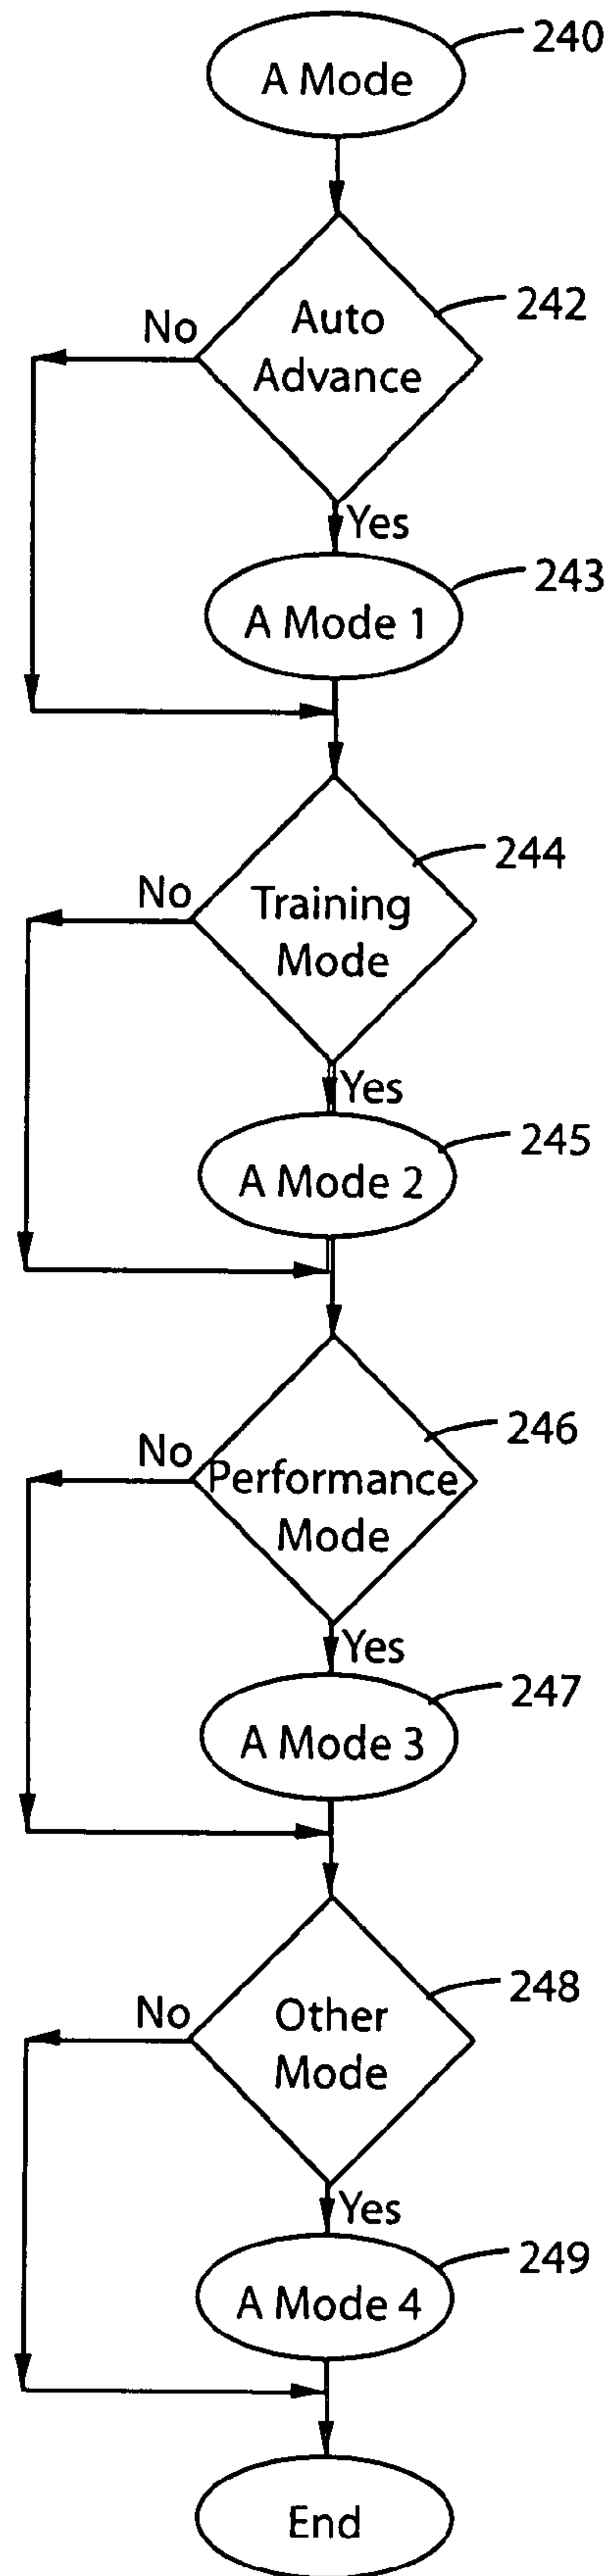 240
A Mode
242
No
Auto
Advance
Yes
243
A Mode 1
244
No
Training
Mode
Yes
245
A Mode 2
246
No
Performance
Mode
Yes
247
A Mode 3
248
No
Other
Mode
Yes
249
A Mode 4
End